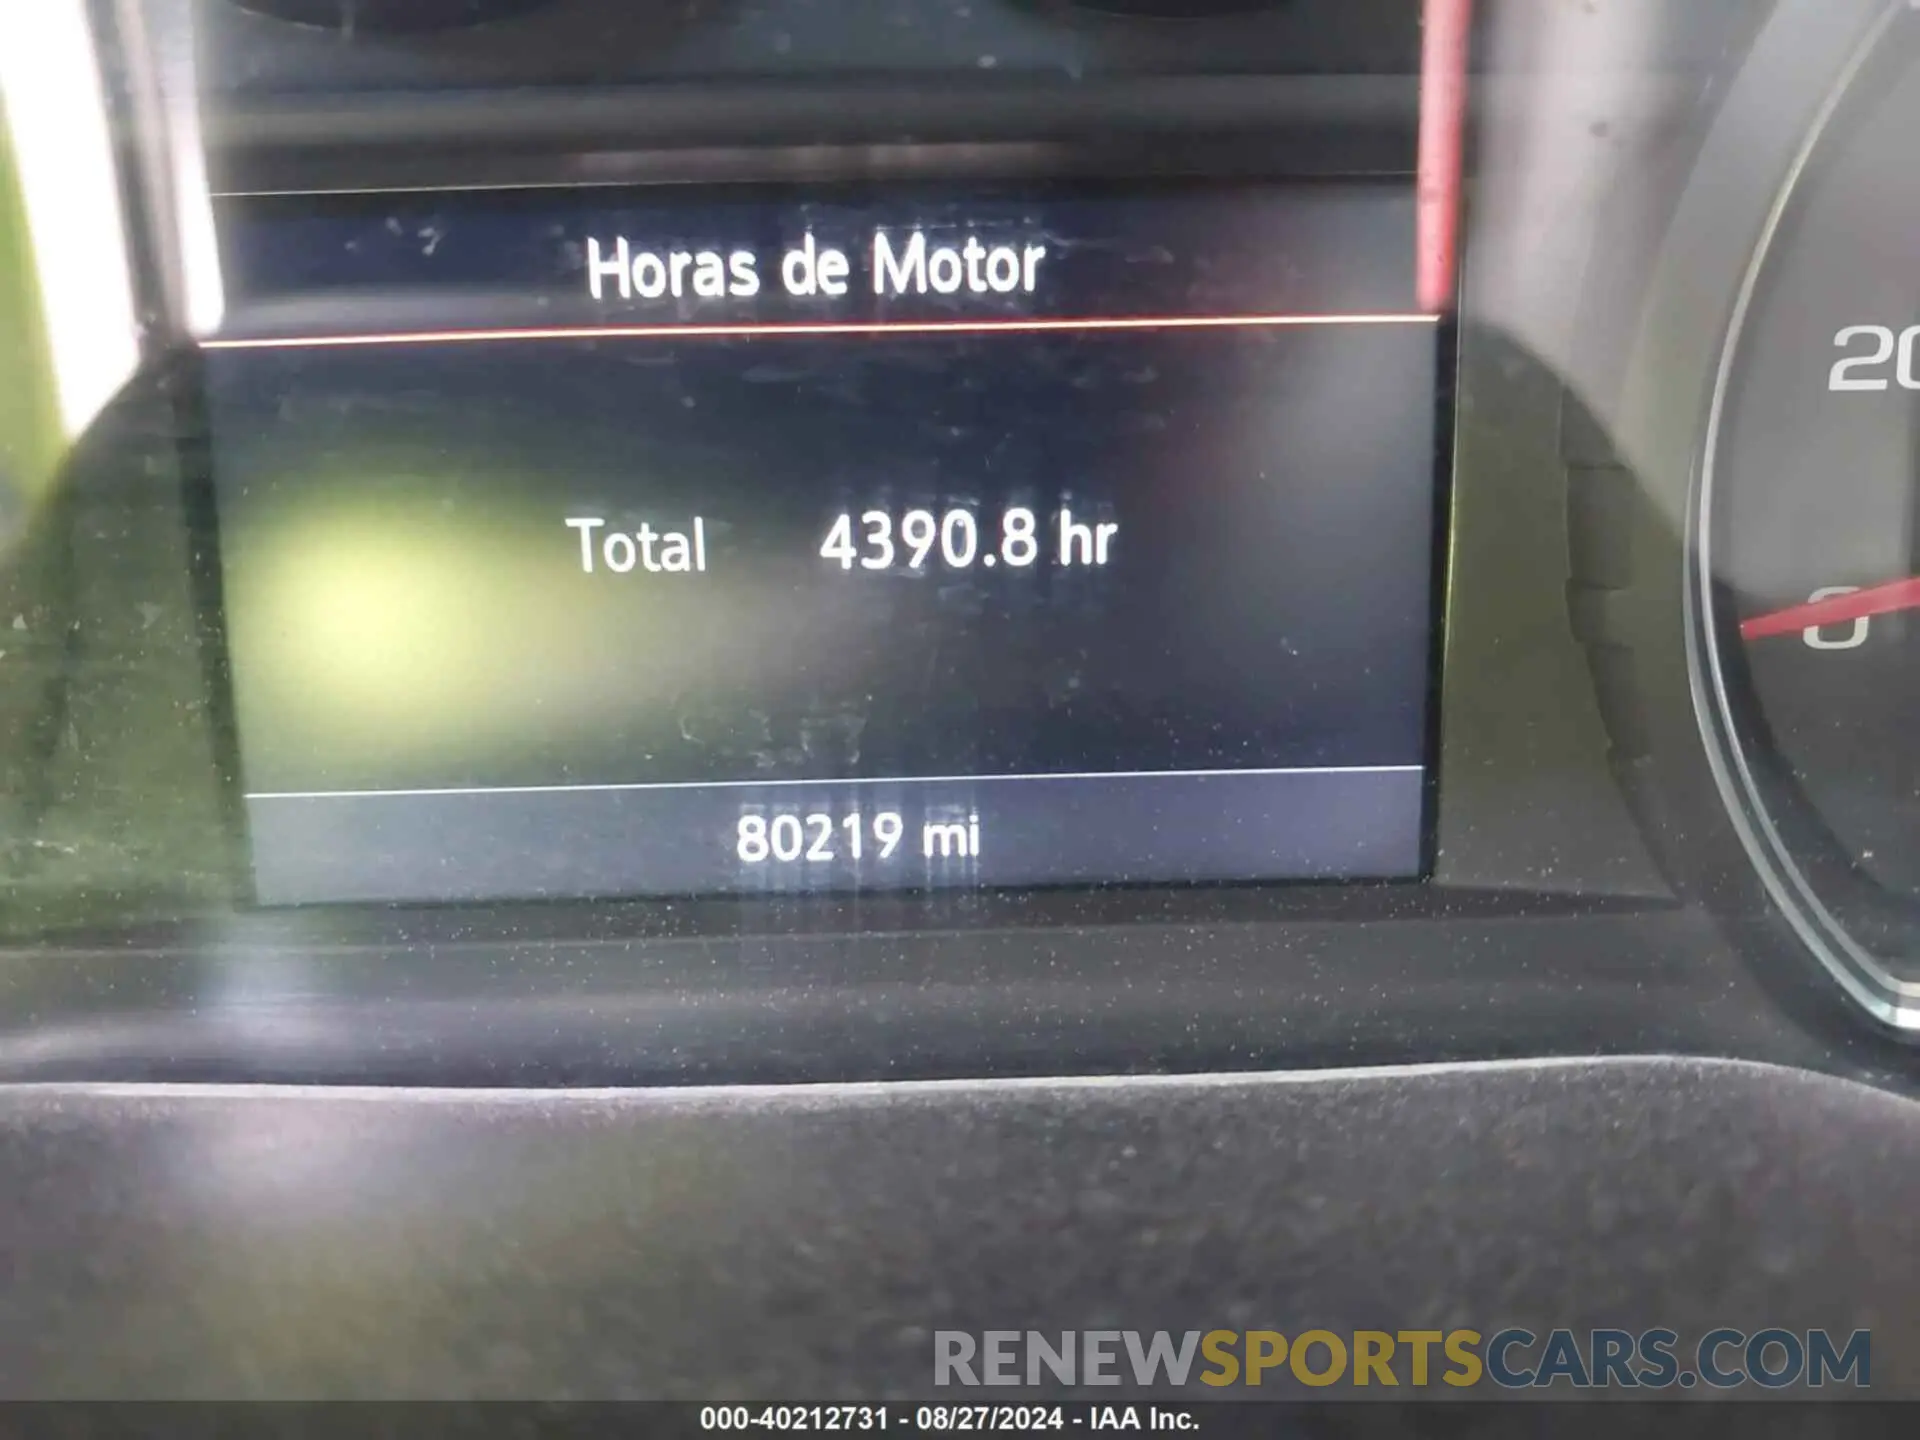 Horas de Motor
20
Total 4390.8 hr
0
80219 mi
RENEWSPORTSCARS.COM
000-40212731 - 08/27/2024 - IAA Inc.